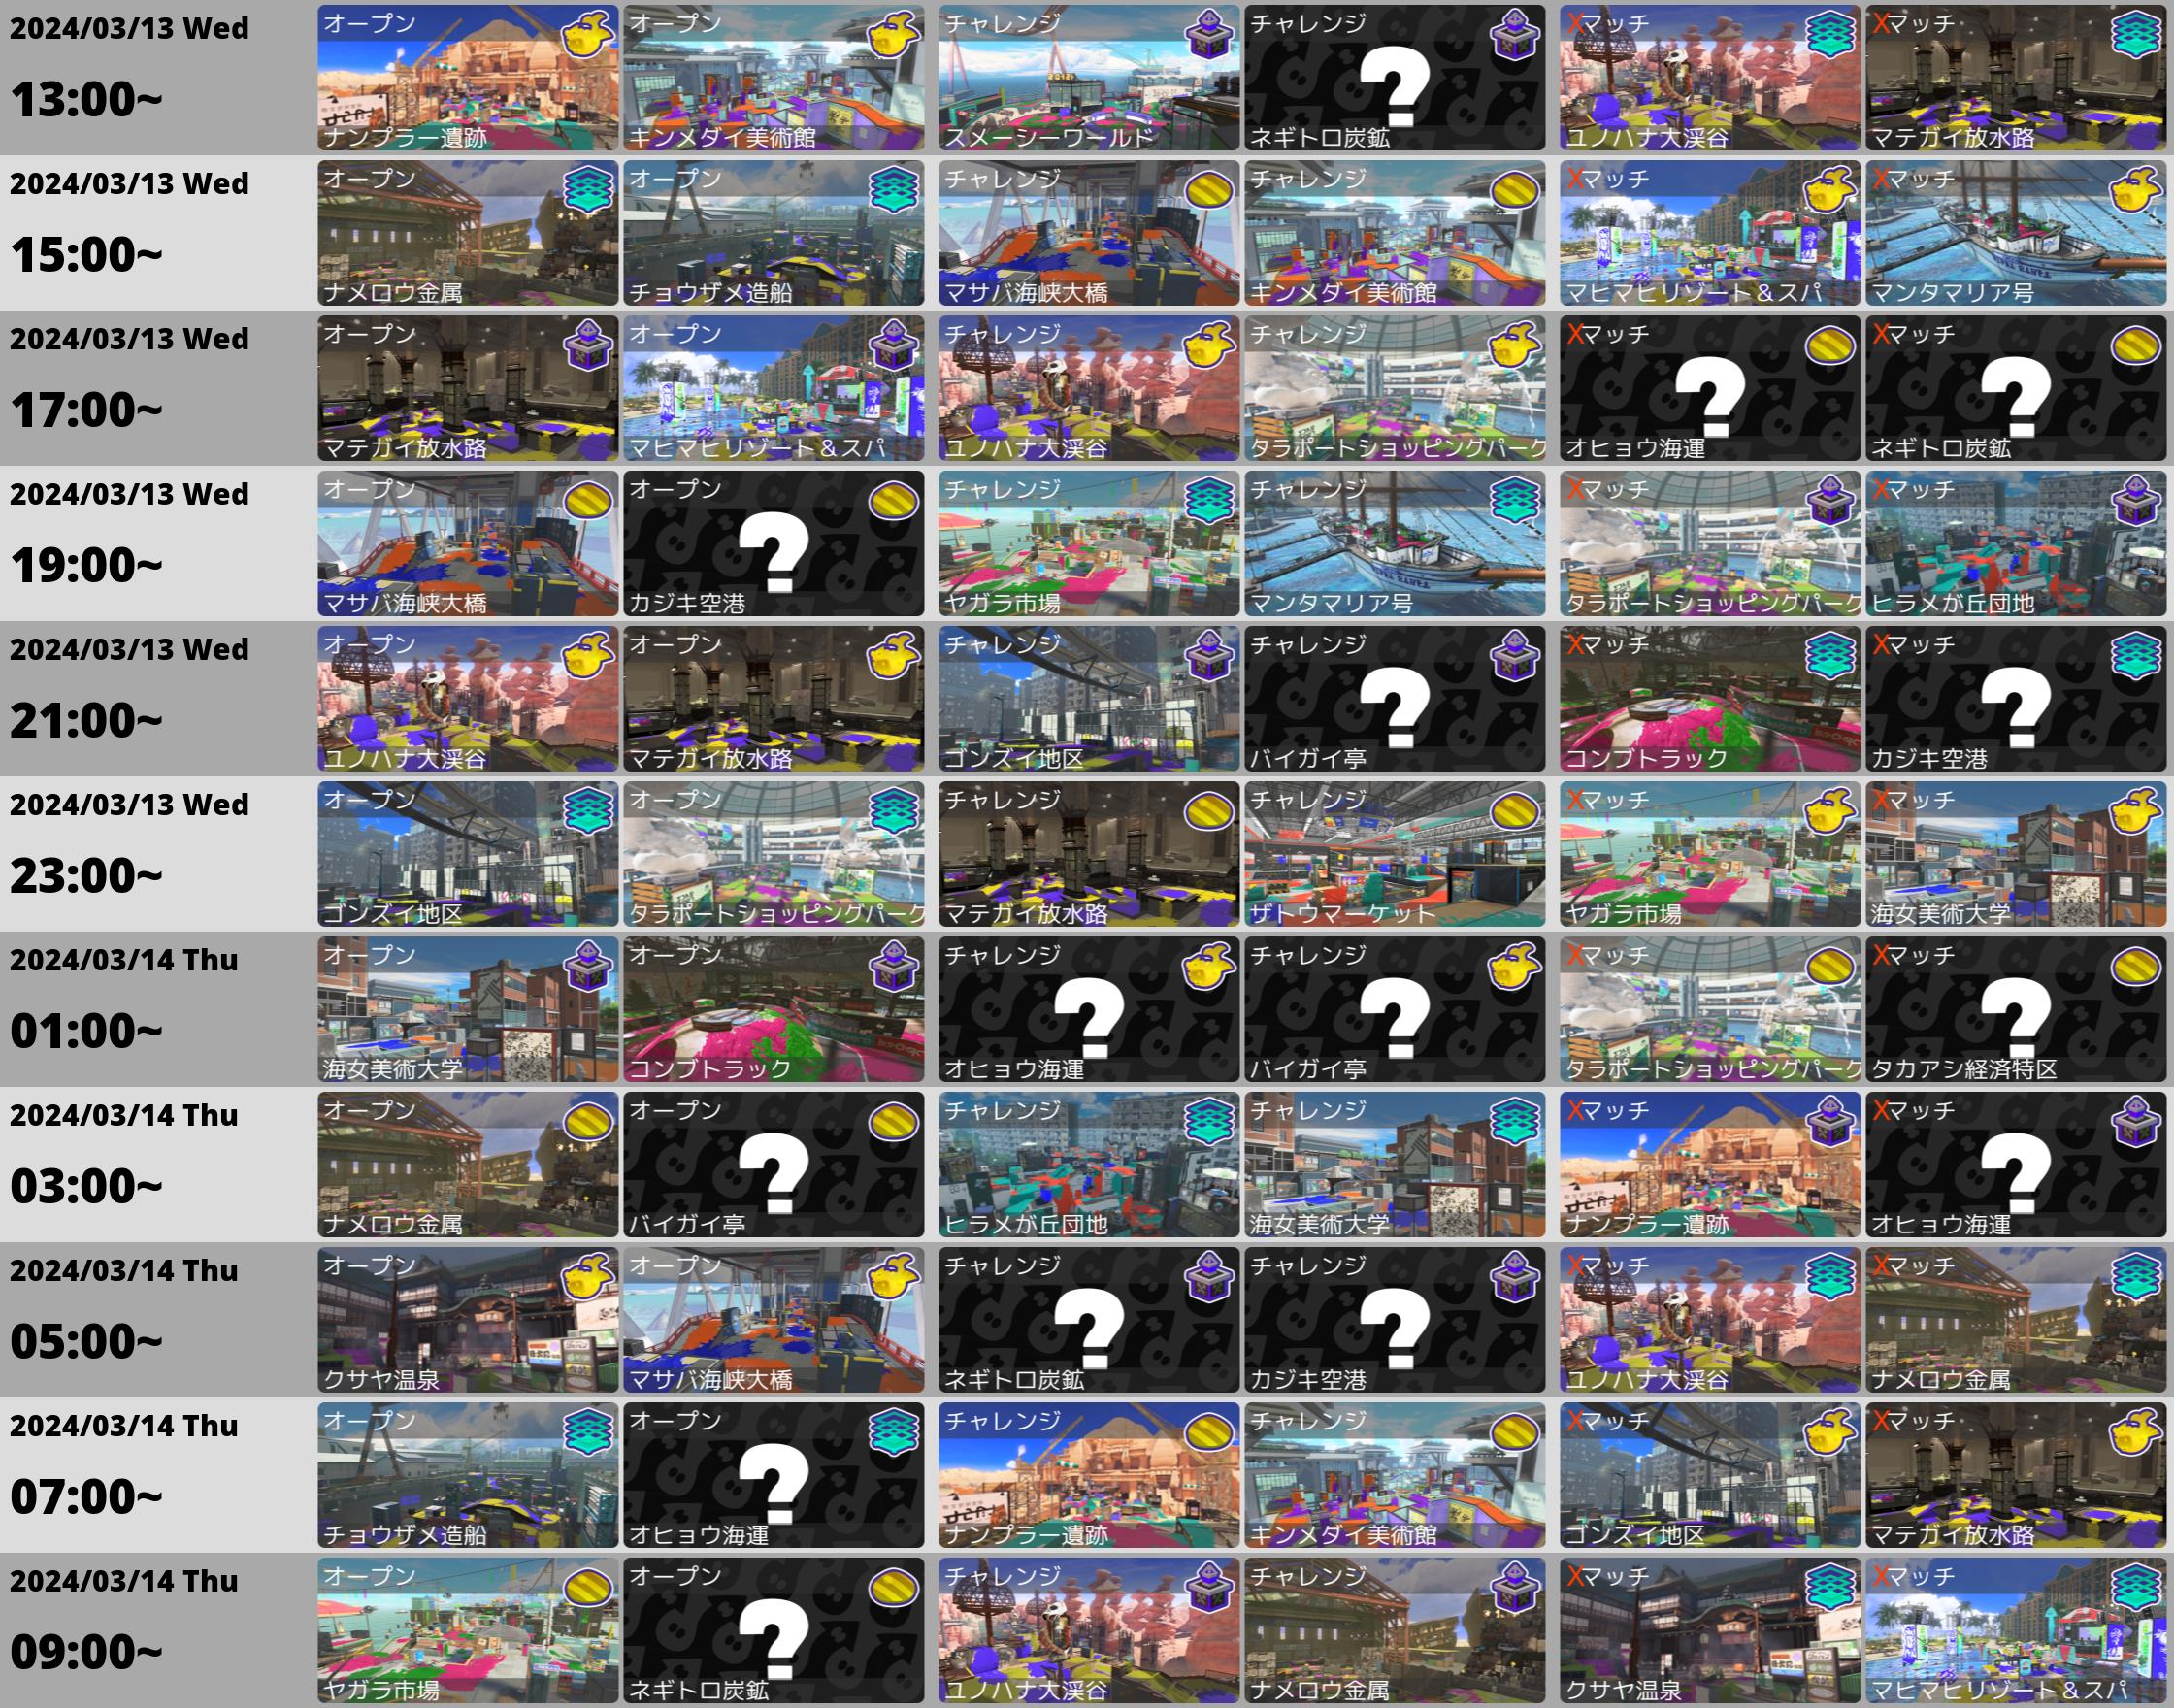 2024/03/13 Wed
13:00~
オープン
ナンプラー遺跡
オープン
キンメダイ美術館
チャレンジ
スメーシーワールド
チャレンジ
ネギトロ炭鉱
Xマッチ
ユノハナ大渓谷
Xマッチ
マテガイ放水路
2024/03/13 Wed
15:00~
オープン
ナメロウ金属
オープン
チョウザメ造船
チャレンジ
マサバ海峡大橋
チャレンジ
キンメダイ美術館
Xマッチ
マヒマヒリゾート＆スパ
Xマッチ
マンタマリア号
2024/03/13 Wed
17:00~
オープン
マテガイ放水路
オープン
マヒマヒリゾート＆スパ
チャレンジ
ユノハナ大渓谷
チャレンジ
タラポートショッピングパーク
Xマッチ
?
オヒョウ海運
Xマッチ
?
ネギトロ炭鉱
2024/03/13 Wed
19:00~
オープン
マサバ海峡大橋
オープン
?
カジキ空港
チャレンジ
ヤガラ市場
チャレンジ
マンタマリア号
Xマッチ
タラポートショッピングパーク
Xマッチ
ヒラメが丘団地
2024/03/13 Wed
21:00~
オープン
ユノハナ大渓谷
オープン
マテガイ放水路
チャレンジ
ゴンズイ地区
チャレンジ
?
バイガイ亭
Xマッチ
コンブトラック
Xマッチ
?
カジキ空港
2024/03/13 Wed
23:00~
オープン
ゴンズイ地区
オープン
タラポートショッピングパーク
チャレンジ
マテガイ放水路
チャレンジ
ザトウマーケット
Xマッチ
ヤガラ市場
Xマッチ
海女美術大学
2024/03/14 Thu
01:00~
オープン
海女美術大学
オープン
コンブトラック
チャレンジ
?
オヒョウ海運
チャレンジ
?
バイガイ亭
Xマッチ
タラポートショッピングパーク
Xマッチ
?
タカアシ経済特区
2024/03/14 Thu
03:00~
オープン
ナメロウ金属
オープン
?
バイガイ亭
チャレンジ
ヒラメが丘団地
チャレンジ
海女美術大学
Xマッチ
ナンプラー遺跡
Xマッチ
?
オヒョウ海運
2024/03/14 Thu
05:00~
オープン
クサヤ温泉
オープン
マサバ海峡大橋
チャレンジ
?
ネギトロ炭鉱
チャレンジ
?
カジキ空港
Xマッチ
ユノハナ大渓谷
Xマッチ
ナメロウ金属
2024/03/14 Thu
07:00~
オープン
チョウザメ造船
オープン
?
オヒョウ海運
チャレンジ
ナンプラー遺跡
チャレンジ
キンメダイ美術館
Xマッチ
ゴンズイ地区
Xマッチ
マテガイ放水路
2024/03/14 Thu
09:00~
オープン
ヤガラ市場
オープン
?
ネギトロ炭鉱
チャレンジ
ユノハナ大渓谷
チャレンジ
ナメロウ金属
Xマッチ
クサヤ温泉
Xマッチ
マヒマヒリゾート＆スパ